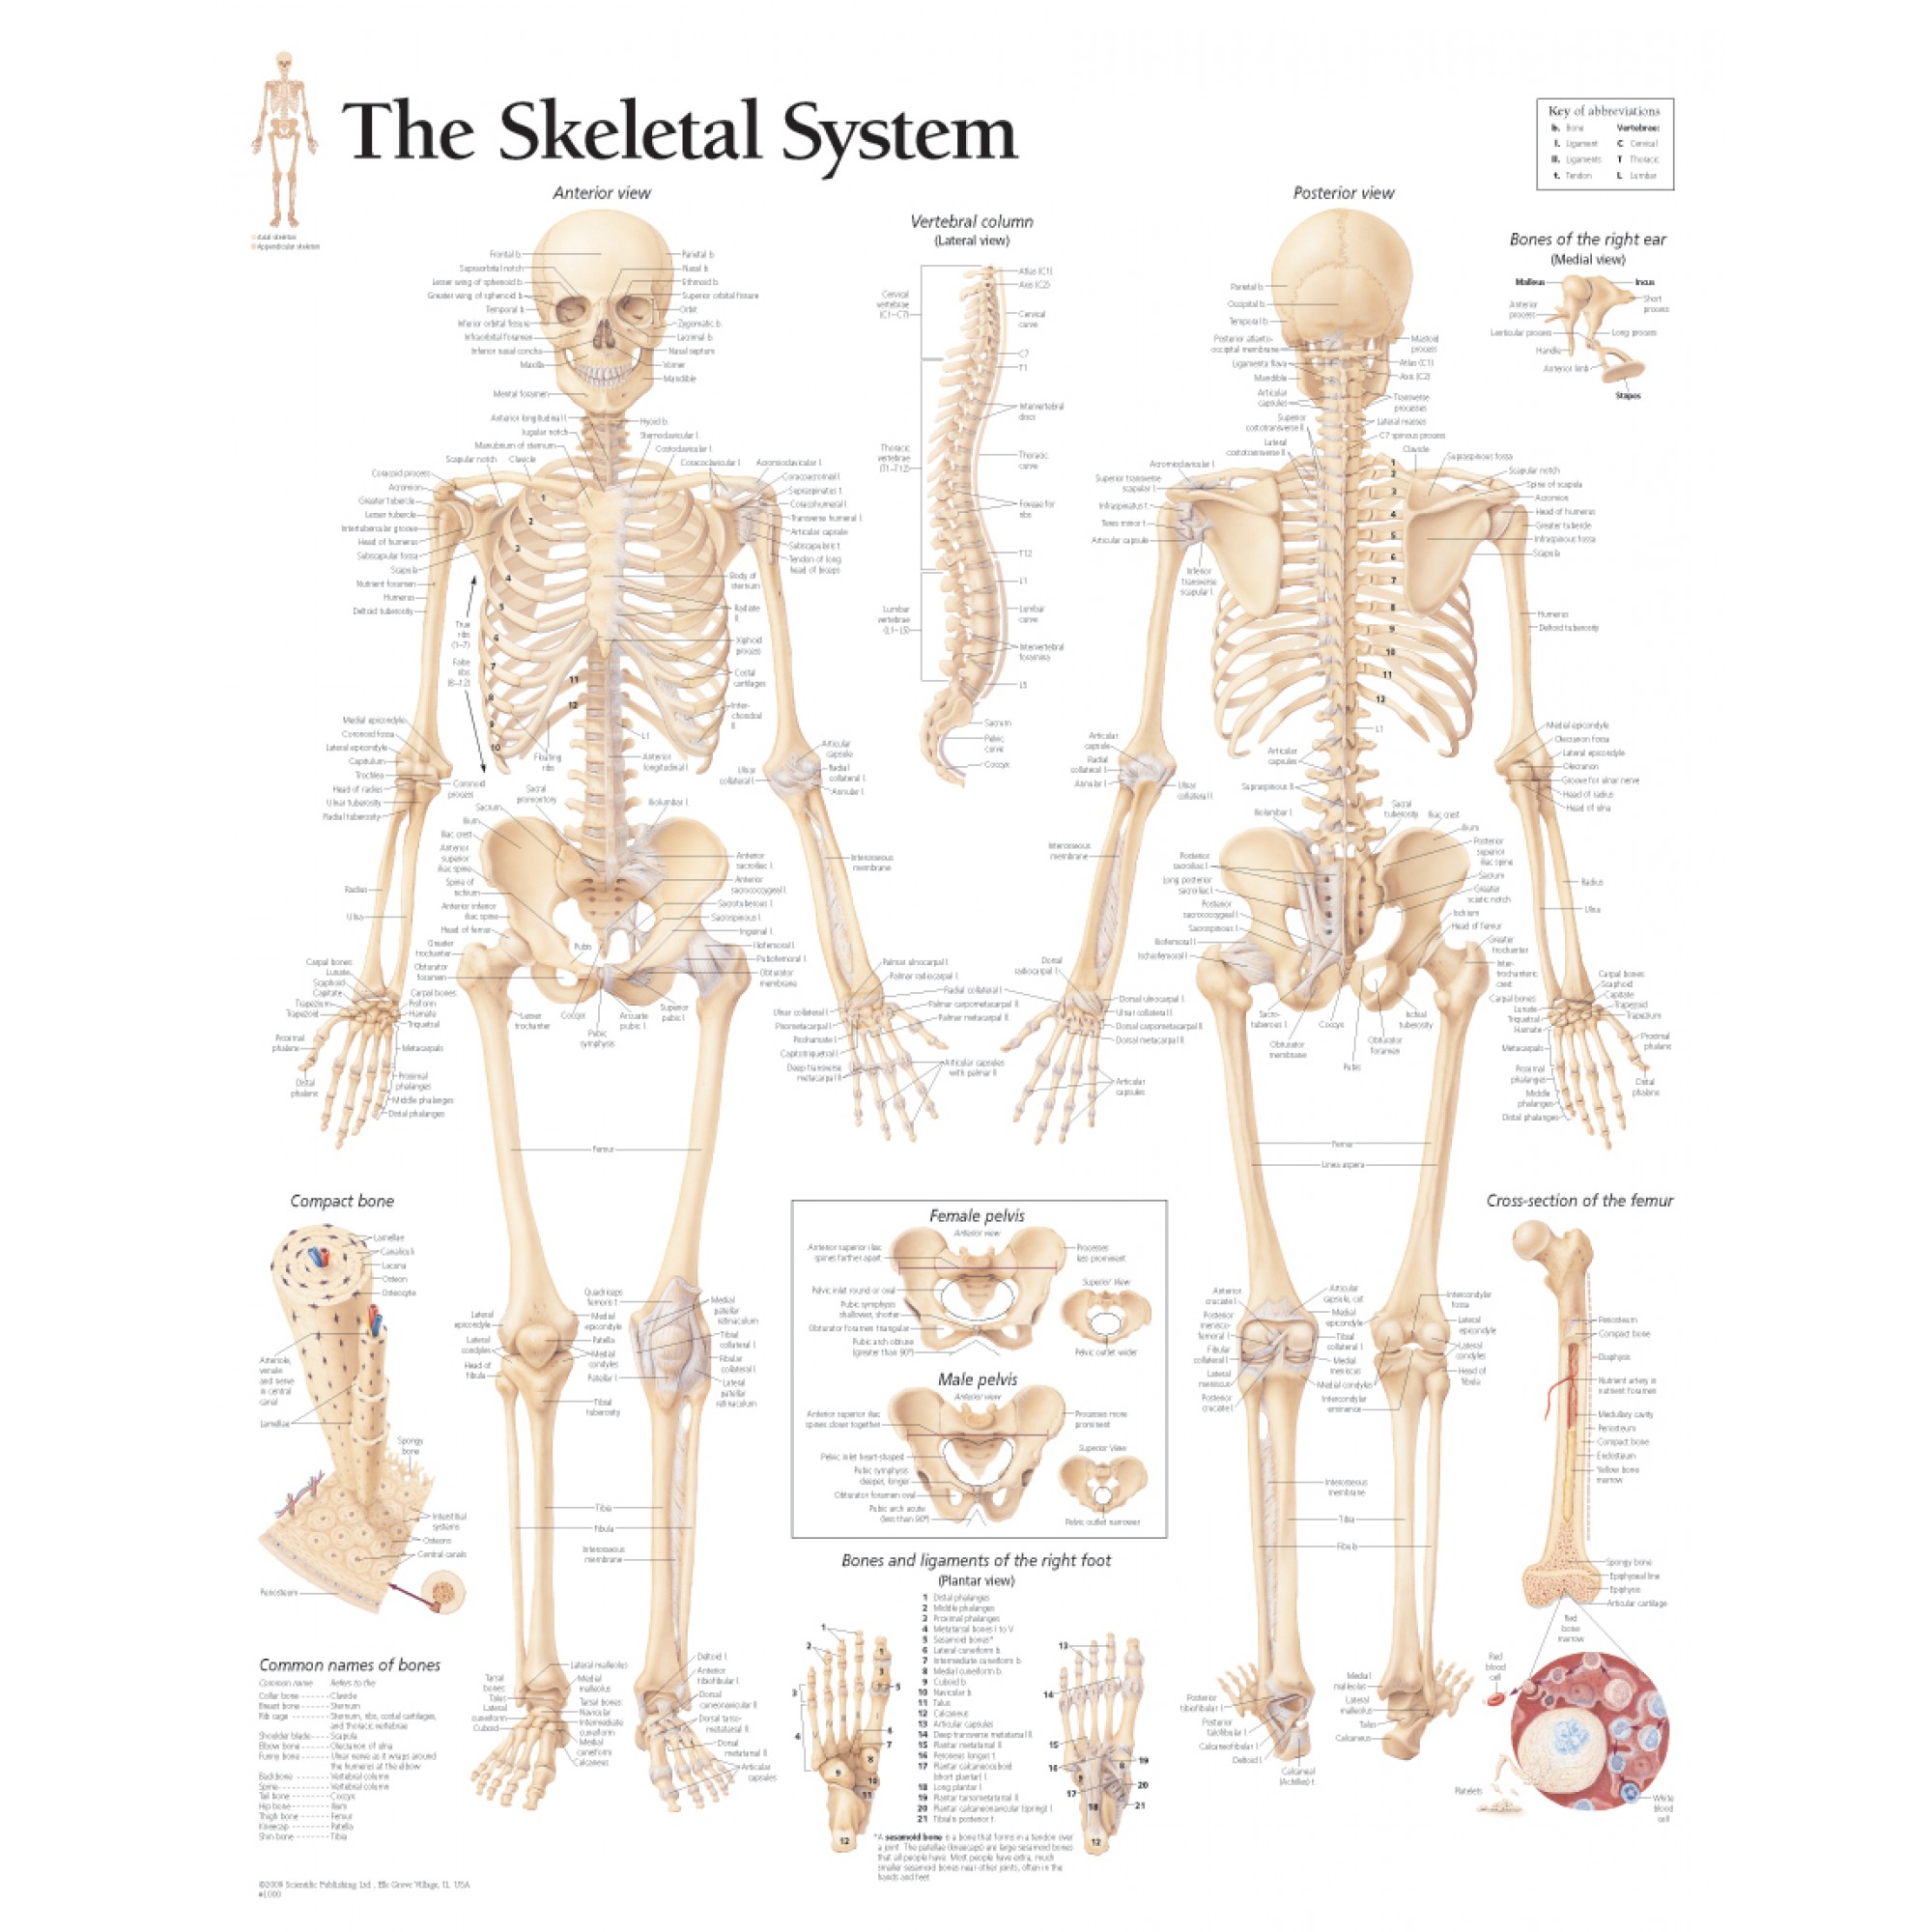 The Skeletal System
Axial skeleton
Appendicular skeleton
Key of abbreviations
b. Bone
l. Ligament
ll. Ligaments
t. Tendon
Vertebrae:
C Cervical
T Thoracic
L Lumbar
Anterior view
Frontal b.
Supraorbital notch
Lesser wing of sphenoid b.
Greater wing of sphenoid b.
Temporal b.
Inferior orbital fissure
Infraorbital foramen
Inferior nasal concha
Maxilla
Mental foramen
Parietal b.
Nasal b.
Ethmoid b.
Superior orbital fissure
Orbit
Zygomatic b.
Lacrimal b.
Nasal septum
Vomer
Mandible
Anterior longitudinal l.
Jugular notch
Manubrium of sternum
Scapular notch
Clavicle
Hyoid b.
Sternoclavicular l.
Costoclavicular l.
Coracoclavicular l.
Acromioclavicular l.
Coracoid process
Acromion
Greater tubercle
Lesser tubercle
Intertubercular groove
Head of humerus
Subscapular fossa
Scapula
Nutrient foramen
Humerus
Deltoid tuberosity
Coracoacromial l.
Supraspinatus t.
Coracohumeral l.
Transverse humeral l.
Articular capsule
Subscapularis t.
Tendon of long
head of biceps
True
ribs
(1–7)
False
ribs
(8–12)
1
2
3
4
5
6
7
8
9
10
11
12
Body of
sternum
Radiate
ll.
Xiphoid
process
Costal
cartilages
Inter-
chondral
ll.
Floating
ribs
L1
Anterior
longitudinal l.
Medial epicondyle
Coronoid fossa
Lateral epicondyle
Capitulum
Trochlea
Head of radius
Ulnar tuberosity
Radial tuberosity
Coronoid
process
Articular
capsule
Radial
collateral l.
Annular l.
Ulnar
collateral l.
Sacral
promontory
Sacrum
Iliolumbar l.
Ilium
Iliac crest
Anterior
superior
iliac spine
Spine of
ischium
Anterior inferior
iliac spine
Head of femur
Greater
trochanter
Obturator
foramen
Radius
Ulna
Interosseous
membrane
Anterior
sacroiliac l.
Anterior
sacrococcygeal l.
Sacrotuberous l.
Sacrospinous l.
Inguinal l.
Iliofemoral l.
Pubofemoral l.
Obturator
membrane
Pubis
Lesser
trochanter
Coccyx
Pubic
symphysis
Arcuate
pubic l.
Superior
pubic l.
Carpal bones:
Lunate
Scaphoid
Capitate
Trapezium
Trapezoid
Carpal bones:
Pisiform
Hamate
Triquetral
Proximal
phalanx
Distal
phalanx
Metacarpals
Proximal
phalanges
Middle phalanges
Distal phalanges
Palmar ulnocarpal l.
Palmar radiocarpal l.
Radial collateral l.
Palmar carpometacarpal ll.
Palmar metacarpal ll.
Ulnar collateral l.
Pisometacarpal l.
Pisohamate l.
Capitotriquetral l.
Deep transverse
metacarpal ll.
Articular capsules
with palmar ll.
Femur
Quadriceps
femoris t.
Lateral
epicondyle
Lateral
condyles
Head of
fibula
Medial
epicondyle
Patella
Medial
condyles
Patellar l.
Tibial
tuberosity
Medial
patellar
retinaculum
Tibial
collateral l.
Fibular
collateral l.
Lateral
patellar
retinaculum
Tibia
Fibula
Interosseous
membrane
Tarsal
bones:
Talus
Lateral
cuneiform
Cuboid
Lateral malleolus
Medial
malleolus
Tarsal bones:
Navicular
Intermediate
cuneiform
Medial
cuneiform
Calcaneus
Deltoid l.
Anterior
tibiofibular l.
Dorsal
cuneonavicular ll.
Dorsal tarso-
metatarsal ll.
Dorsal
metatarsal ll.
Articular
capsules
Vertebral column
(Lateral view)
Cervical
vertebrae
(C1–C7)
Thoracic
vertebrae
(T1–T12)
Lumbar
vertebrae
(L1–L5)
Atlas (C1)
Axis (C2)
Cervical
curve
C7
T1
Intervertebral
discs
Thoracic
curve
Foveae for
ribs
T12
L1
Lumbar
curve
Intervertebral
foramina
L5
Sacrum
Pelvic
curve
Coccyx
Posterior view
Parietal b.
Occipital b.
Temporal b.
Posterior atlanto-
occipital membrane
Ligamenta flava
Mandible
Articular
capsules
Superior
costotransverse ll.
Lateral
costotransverse ll.
Mastoid
process
Atlas (C1)
Axis (C2)
Transverse
processes
Lateral masses
C7 spinous process
Clavicle
Supraspinous fossa
Scapular notch
Spine of scapula
Acromion
Head of humerus
Greater tubercle
Infraspinous fossa
Scapula
Acromioclavicular l.
Superior transverse
scapular l.
Infraspinatus t.
Teres minor t.
Articular capsule
Inferior
transverse
scapular l.
1
2
3
4
5
6
7
8
9
10
11
12
Humerus
Deltoid tuberosity
L1
Articular
capsules
Supraspinous ll.
Iliolumbar l.
Articular
capsule
Radial
collateral l.
Annular l.
Ulnar
collateral l.
Medial epicondyle
Olecranon fossa
Lateral epicondyle
Olecranon
Groove for ulnar nerve
Head of radius
Head of ulna
Sacral
tuberosity
Iliac crest
Ilium
Posterior
superior
iliac spine
Sacrum
Greater
sciatic notch
Ischium
Head of femur
Greater
trochanter
Inter-
trochanteric
crest
Interosseous
membrane
Posterior
sacroiliac l.
Long posterior
sacroiliac l.
Posterior
sacrococcygeal l.
Sacrospinous l.
Iliofemoral l.
Ischiofemoral l.
Radius
Ulna
Dorsal
radiocarpal l.
Dorsal ulnocarpal l.
Ulnar collateral l.
Dorsal carpometacarpal ll.
Dorsal metacarpal ll.
Articular
capsules
Sacro-
tuberous l.
Obturator
membrane
Coccyx
Pubis
Obturator
foramen
Ischial
tuberosity
Carpal bones:
Lunate
Triquetral
Hamate
Carpal bones:
Scaphoid
Capitate
Trapezoid
Trapezium
Metacarpals
Proximal
phalanges
Middle
phalanges
Distal phalanges
Proximal
phalanx
Distal
phalanx
Femur
Linea aspera
Anterior
cruciate l.
Posterior
menisco-
femoral l.
Fibular
collateral l.
Lateral
meniscus
Posterior
cruciate l.
Articular
capsule, cut
Medial
epicondyle
Tibial
collateral l.
Medial
meniscus
Medial condyles
Intercondylar
eminence
Intercondylar
fossa
Lateral
epicondyle
Lateral
condyles
Head of
fibula
Interosseous
membrane
Tibia
Fibula
Posterior
tibiofibular l.
Posterior
talofibular l.
Calcaneofibular l.
Deltoid l.
Calcaneal
(Achilles) t.
Medial
malleolus
Lateral
malleolus
Talus
Calcaneus
Bones of the right ear
(Medial view)
Malleus
Anterior
process
Lenticular process
Handle
Anterior limb
Incus
Short
process
Long process
Stapes
Compact bone
Lamellae
Canaliculi
Lacuna
Osteon
Osteocyte
Arteriole,
venule
and nerve
in central
canal
Lamellae
Spongy
bone
Interstitial
systems
Osteons
Central canals
Periosteum
Female pelvis
Anterior view
Anterior superior iliac
spines farther apart
Pelvic inlet round or oval
Pubic symphysis
shallower, shorter
Obturator foramen triangular
Pubic arch obtuse
(greater than 90°)
Processes
less prominent
Superior View
Pelvic outlet wider
Male pelvis
Anterior view
Anterior superior iliac
spines closer together
Pelvic inlet heart-shaped
Pubic symphysis
deeper, longer
Obturator foramen oval
Pubic arch acute
(less than 90°)
Processes more
prominent
Superior View
Pelvic outlet narrower
Cross-section of the femur
Periosteum
Compact bone
Diaphysis
Nutrient artery in
nutrient foramen
Medullary cavity
Periosteum
Compact bone
Endosteum
Yellow bone
marrow
Spongy bone
Epiphyseal line
Epiphysis
Articular cartilage
Red
bone
marrow
Red
blood
cell
Platelets
White
blood
cell
Bones and ligaments of the right foot
(Plantar view)
1 Distal phalanges
2 Middle phalanges
3 Proximal phalanges
4 Metatarsal bones I to V
5 Sesamoid bones*
6 Lateral cuneiform b.
7 Intermediate cuneiform b.
8 Medial cuneiform b.
9 Cuboid b.
10 Navicular b.
11 Talus
12 Calcaneus
13 Articular capsules
14 Deep transverse metatarsal ll.
15 Plantar metatarsal ll.
16 Peroneus longus t.
17 Plantar calcaneocuboid
(short plantar) l.
18 Long plantar l.
19 Plantar tarsometatarsal ll.
20 Plantar calcaneonavicular (spring) l.
21 Tibialis posterior t.
*A sesamoid bone is a bone that forms in a tendon over
a joint. The patellae (kneecaps) are large sesamoid bones
that all people have. Most people have extra, much
smaller sesamoid bones near other joints, often in the
hands and feet.
Common names of bones
Common name Refers to the
Collar bone Clavicle
Breast bone Sternum
Rib cage Sternum, ribs, costal cartilages,
and thoracic vertebrae
Shoulder blade Scapula
Elbow bone Olecranon of ulna
Funny bone Ulnar nerve as it wraps around
the humerus at the elbow
Backbone Vertebral column
Spine Vertebral column
Tail bone Coccyx
Hip bone Ilium
Thigh bone Femur
Kneecap Patella
Shin bone Tibia
©2009 Scientific Publishing Ltd., Elk Grove Village, IL USA
#1000